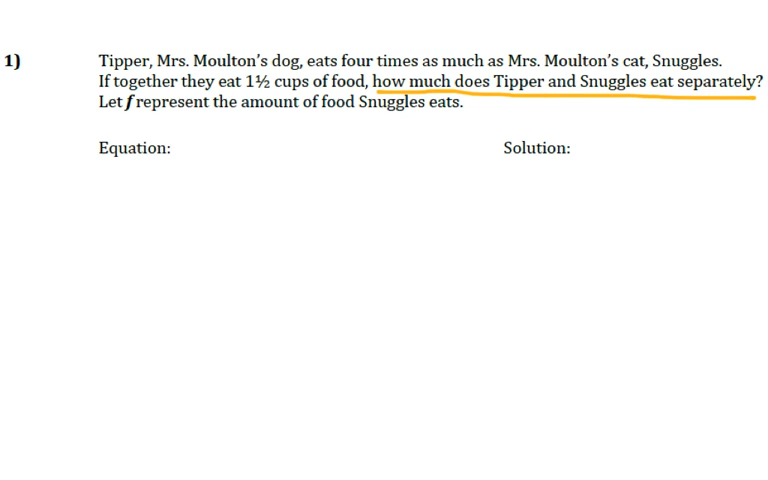 1) Tipper, Mrs. Moulton’s dog, eats four times as much as Mrs. Moulton’s cat, Snuggles.
If together they eat 1½ cups of food, how much does Tipper and Snuggles eat separately?
Let f represent the amount of food Snuggles eats.
Equation: Solution: